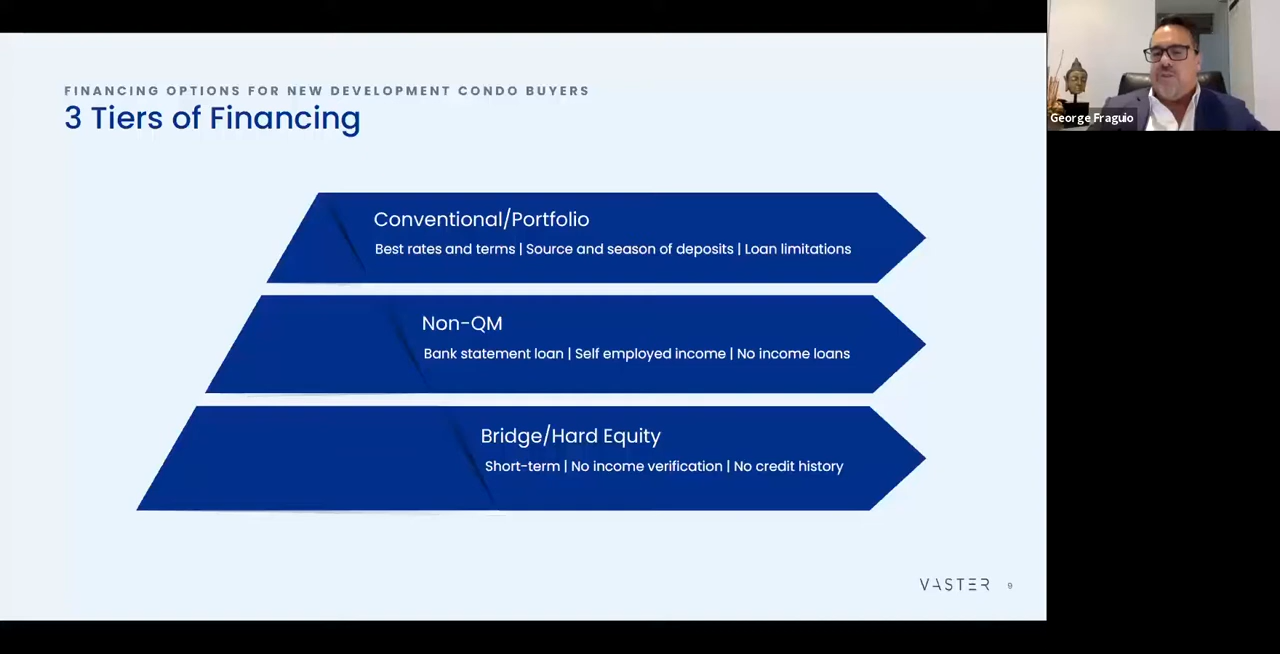 FINANCING OPTIONS FOR NEW DEVELOPMENT CONDO BUYERS
3 Tiers of Financing
Conventional/Portfolio
Best rates and terms | Source and season of deposits | Loan limitations
Non-QM
Bank statement loan | Self employed income | No income loans
Bridge/Hard Equity
Short-term | No income verification | No credit history
VASTER 9
George Fraguio